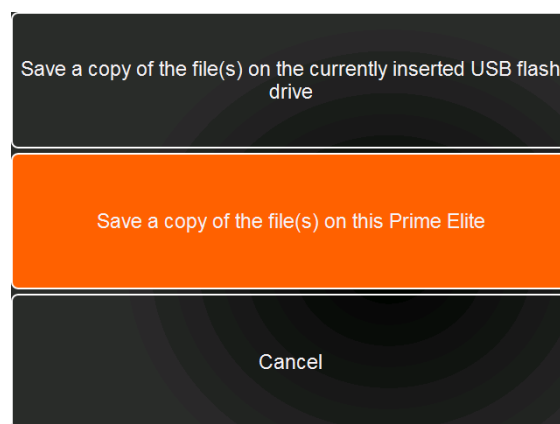 Save a copy of the file(s) on the currently inserted USB flash
drive
Save a copy of the file(s) on this Prime Elite
Cancel